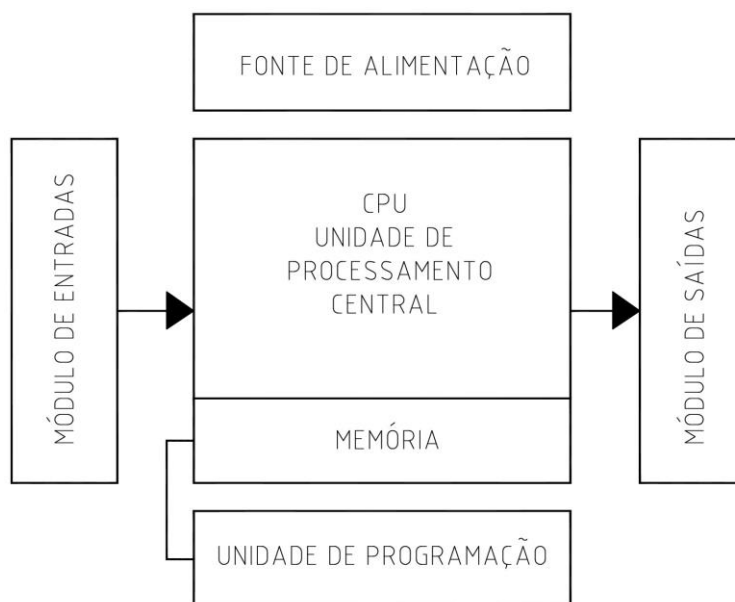 FONTE DE ALIMENTAÇÃO
MÓDULO DE ENTRADAS
CPU
UNIDADE DE
PROCESSAMENTO
CENTRAL
MÓDULO DE SAÍDAS
MEMÓRIA
UNIDADE DE PROGRAMAÇÃO